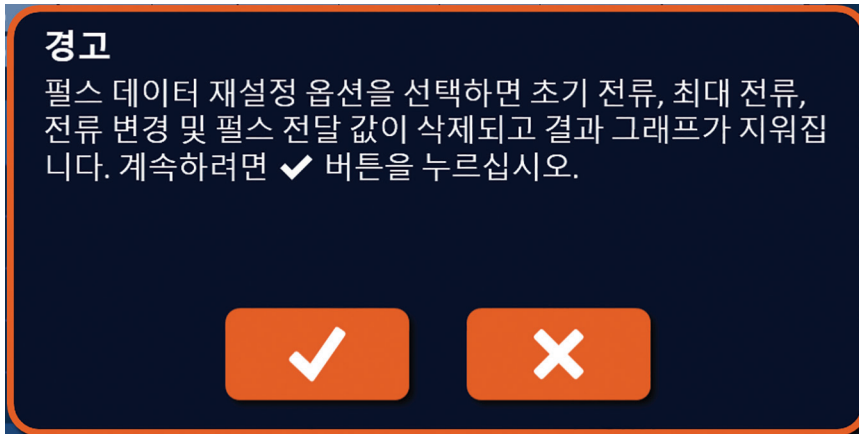 경고
펄스 데이터 재설정 옵션을 선택하면 초기 전류, 최대 전류,
전류 변경 및 펄스 전달 값이 삭제되고 결과 그래프가 지워집
니다. 계속하려면 ✔ 버튼을 누르십시오.